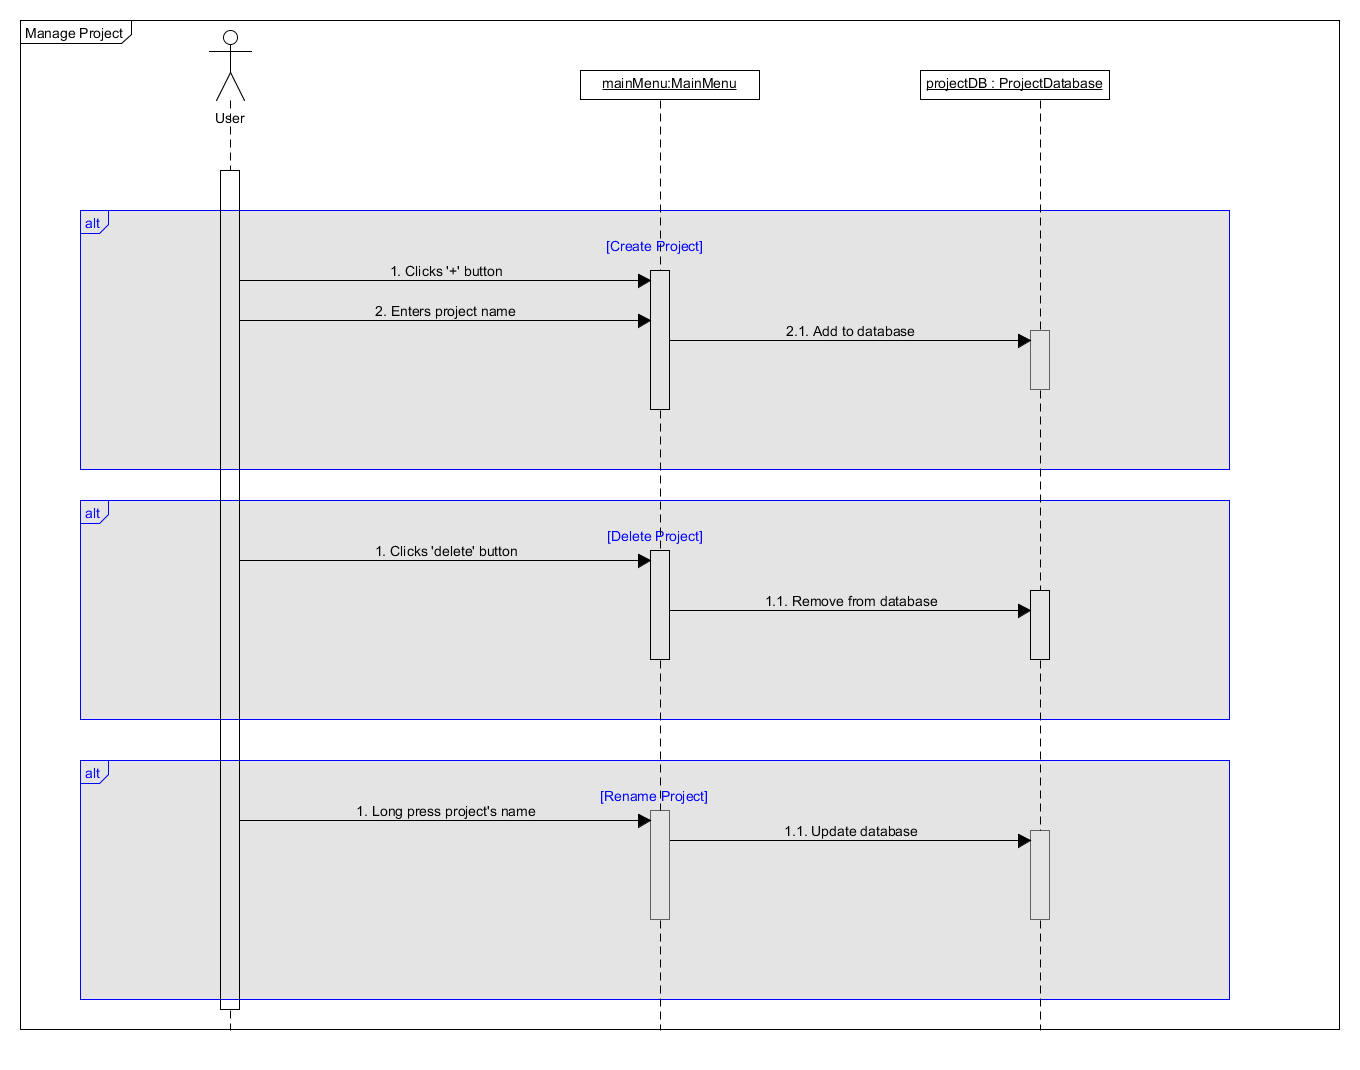 Manage Project
User
mainMenu:MainMenu
projectDB : ProjectDatabase
alt
[Create Project]
1. Clicks '+' button
2. Enters project name
2.1. Add to database
alt
[Delete Project]
1. Clicks 'delete' button
1.1. Remove from database
alt
[Rename Project]
1. Long press project's name
1.1. Update database